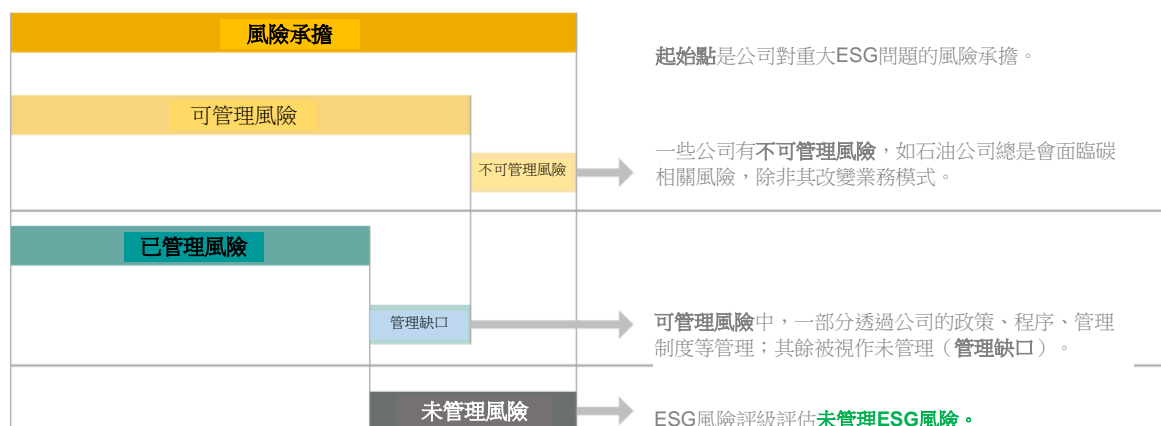 風險承擔
起始點是公司對重大ESG問題的風險承擔。
可管理風險
不可管理風險
一些公司有不可管理風險，如石油公司總是會面臨碳
相關風險，除非其改變業務模式。
已管理風險
管理缺口
可管理風險中，一部分透過公司的政策、程序、管理
制度等管理；其餘被視作未管理（管理缺口）。
未管理風險
ESG風險評級評估未管理ESG風險。